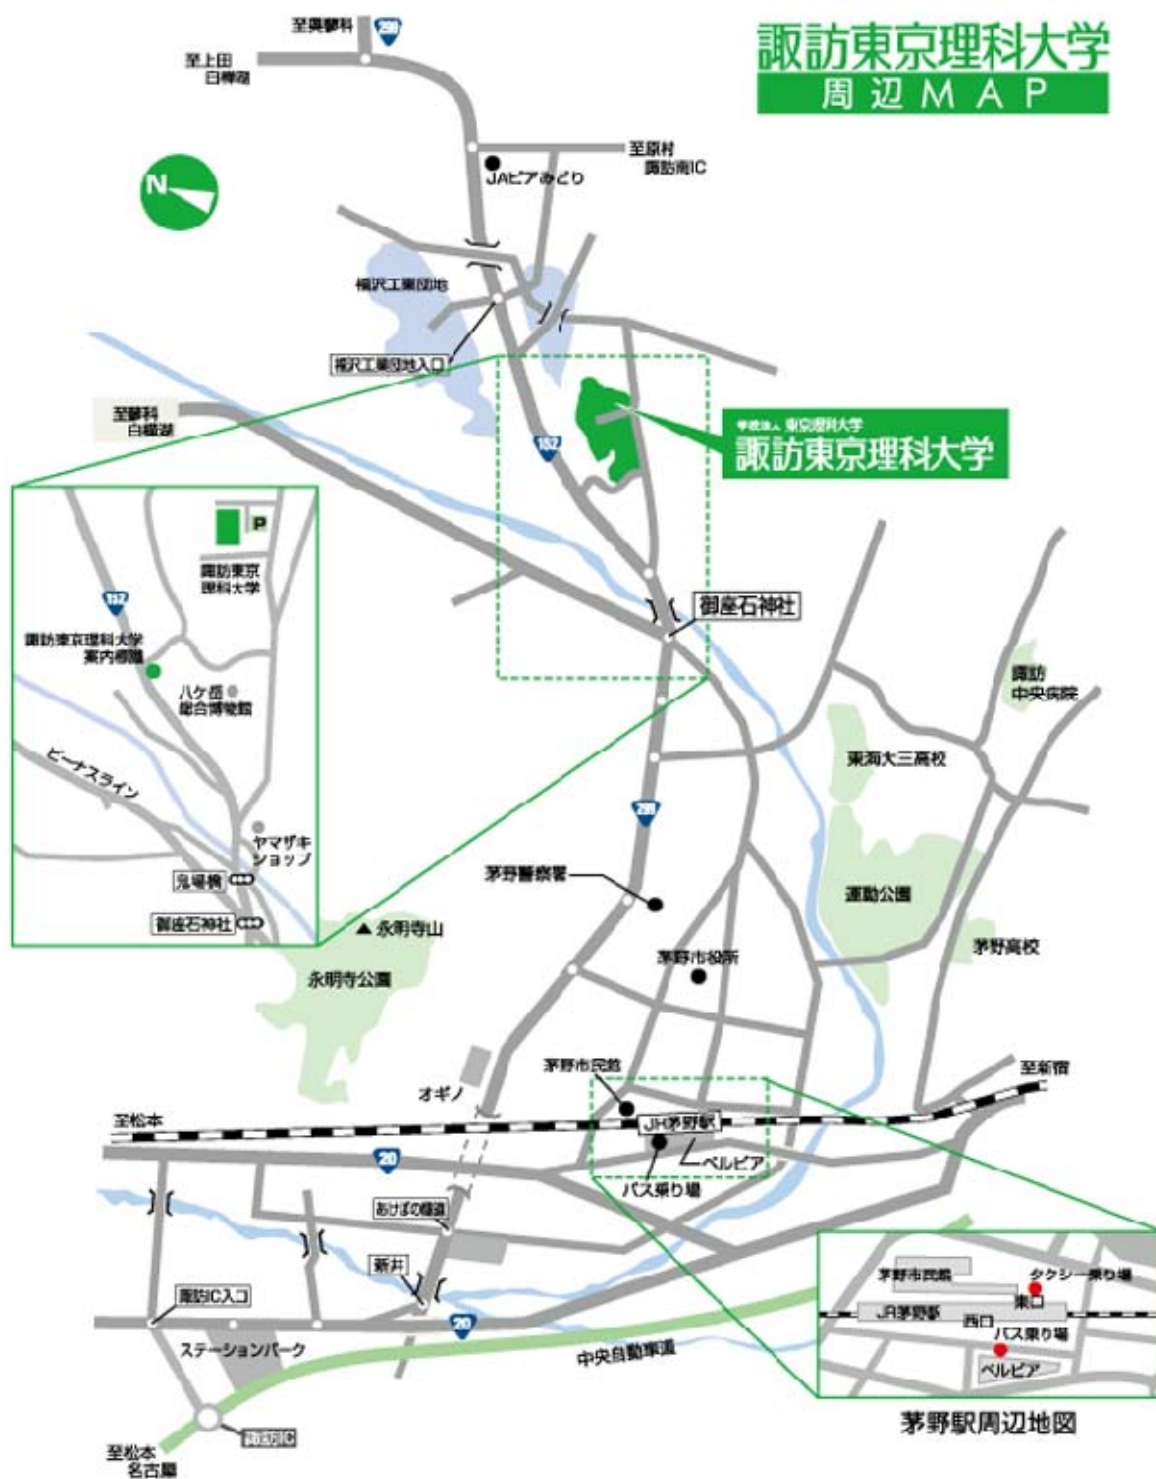 諏訪東京理科大学
周辺MAP
至奥蓼科
299
至上田
白樺湖
至原村
諏訪南IC
JAピアみどり
N
福沢工業団地
福沢工業団地入口
至蓼科
白樺湖
152
学校法人 東京理科大学
諏訪東京理科大学
御座石神社
P
諏訪東京
理科大学
152
諏訪東京理科大学
案内標識
八ケ岳
総合博物館
ビーナスライン
ヤマザキ
ショップ
鬼場橋
御座石神社
諏訪
中央病院
東海大三高校
299
茅野警察署
運動公園
茅野高校
永明寺山
永明寺公園
茅野市役所
茅野市民館
オギノ
至松本
至新宿
JR茅野駅
ベルビア
バス乗り場
20
あけぼの隧道
新井
諏訪IC入口
20
ステーションパーク
中央自動車道
諏訪IC
至松本
名古屋
茅野市民館
タクシー乗り場
東口
JR茅野駅
西口
バス乗り場
ベルビア
茅野駅周辺地図